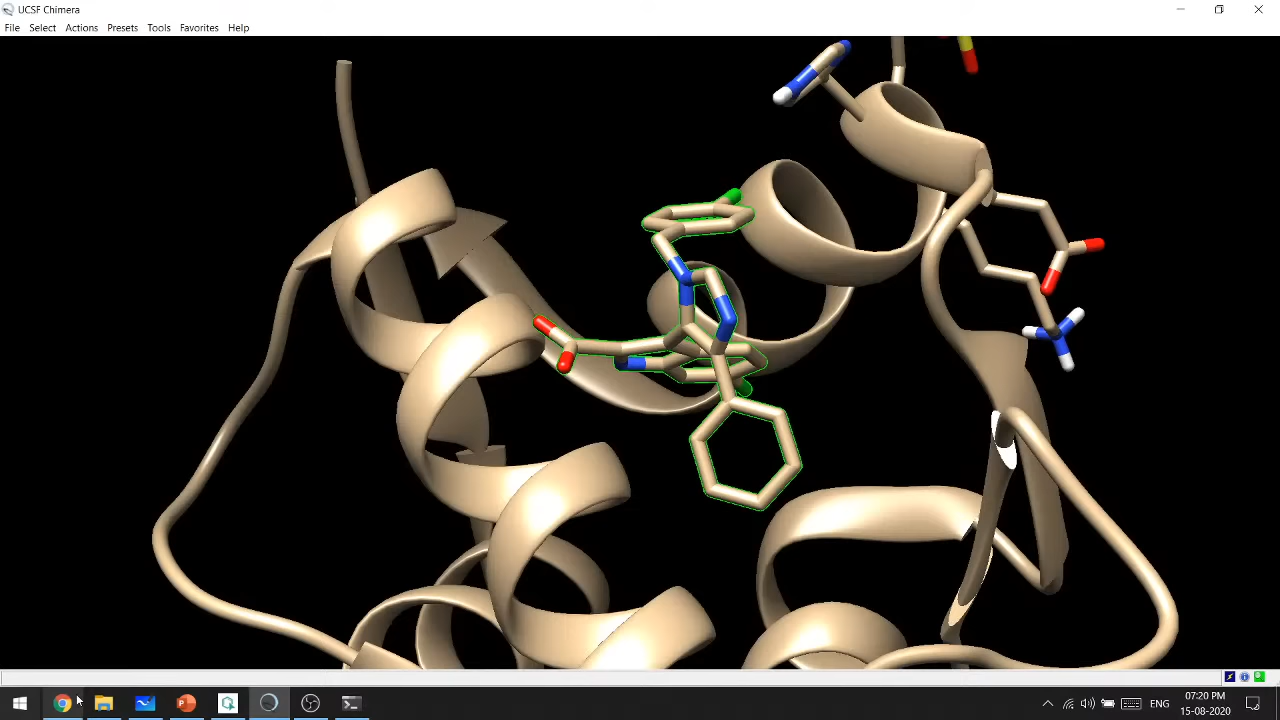 UCSF Chimera
File Select Actions Presets Tools Favorites Help
ENG
07:20 PM
15-08-2020